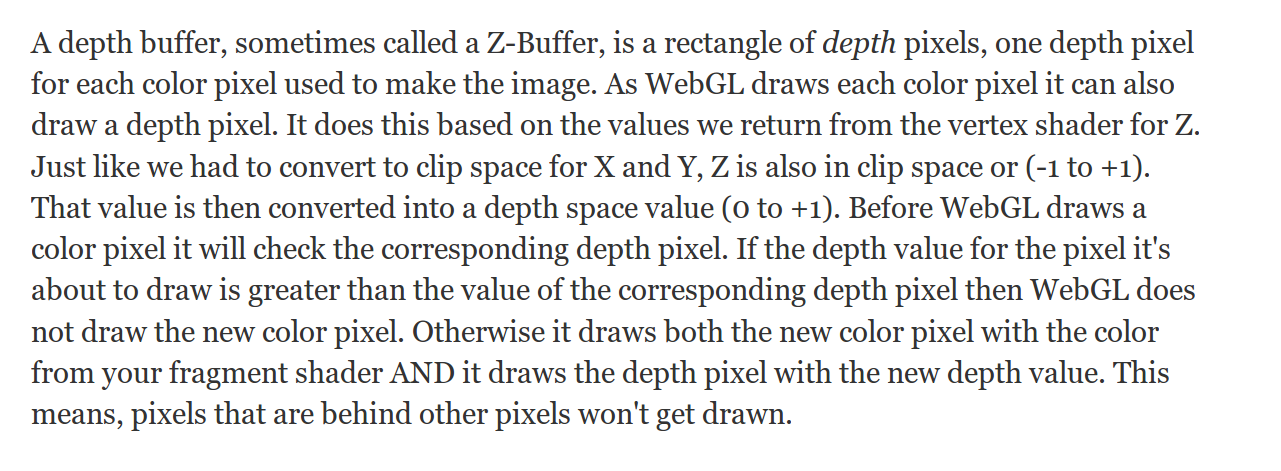 A depth buffer, sometimes called a Z-Buffer, is a rectangle of depth pixels, one depth pixel
for each color pixel used to make the image. As WebGL draws each color pixel it can also
draw a depth pixel. It does this based on the values we return from the vertex shader for Z.
Just like we had to convert to clip space for X and Y, Z is also in clip space or (-1 to +1).
That value is then converted into a depth space value (0 to +1). Before WebGL draws a
color pixel it will check the corresponding depth pixel. If the depth value for the pixel it's
about to draw is greater than the value of the corresponding depth pixel then WebGL does
not draw the new color pixel. Otherwise it draws both the new color pixel with the color
from your fragment shader AND it draws the depth pixel with the new depth value. This
means, pixels that are behind other pixels won't get drawn.